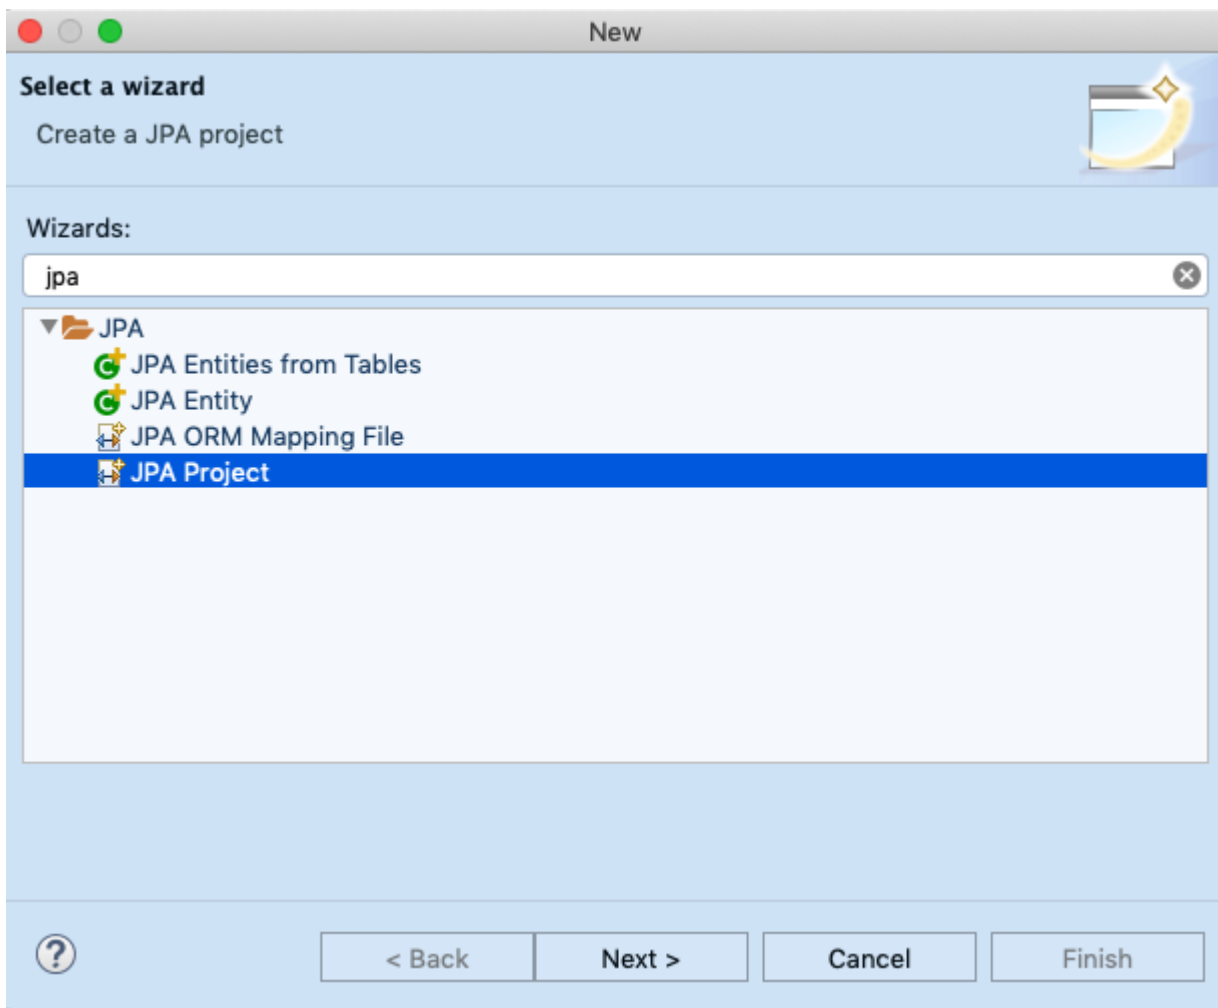 New
Select a wizard
Create a JPA project
Wizards:
jpa
JPA
JPA Entities from Tables
JPA Entity
JPA ORM Mapping File
JPA Project
? < Back Next > Cancel Finish